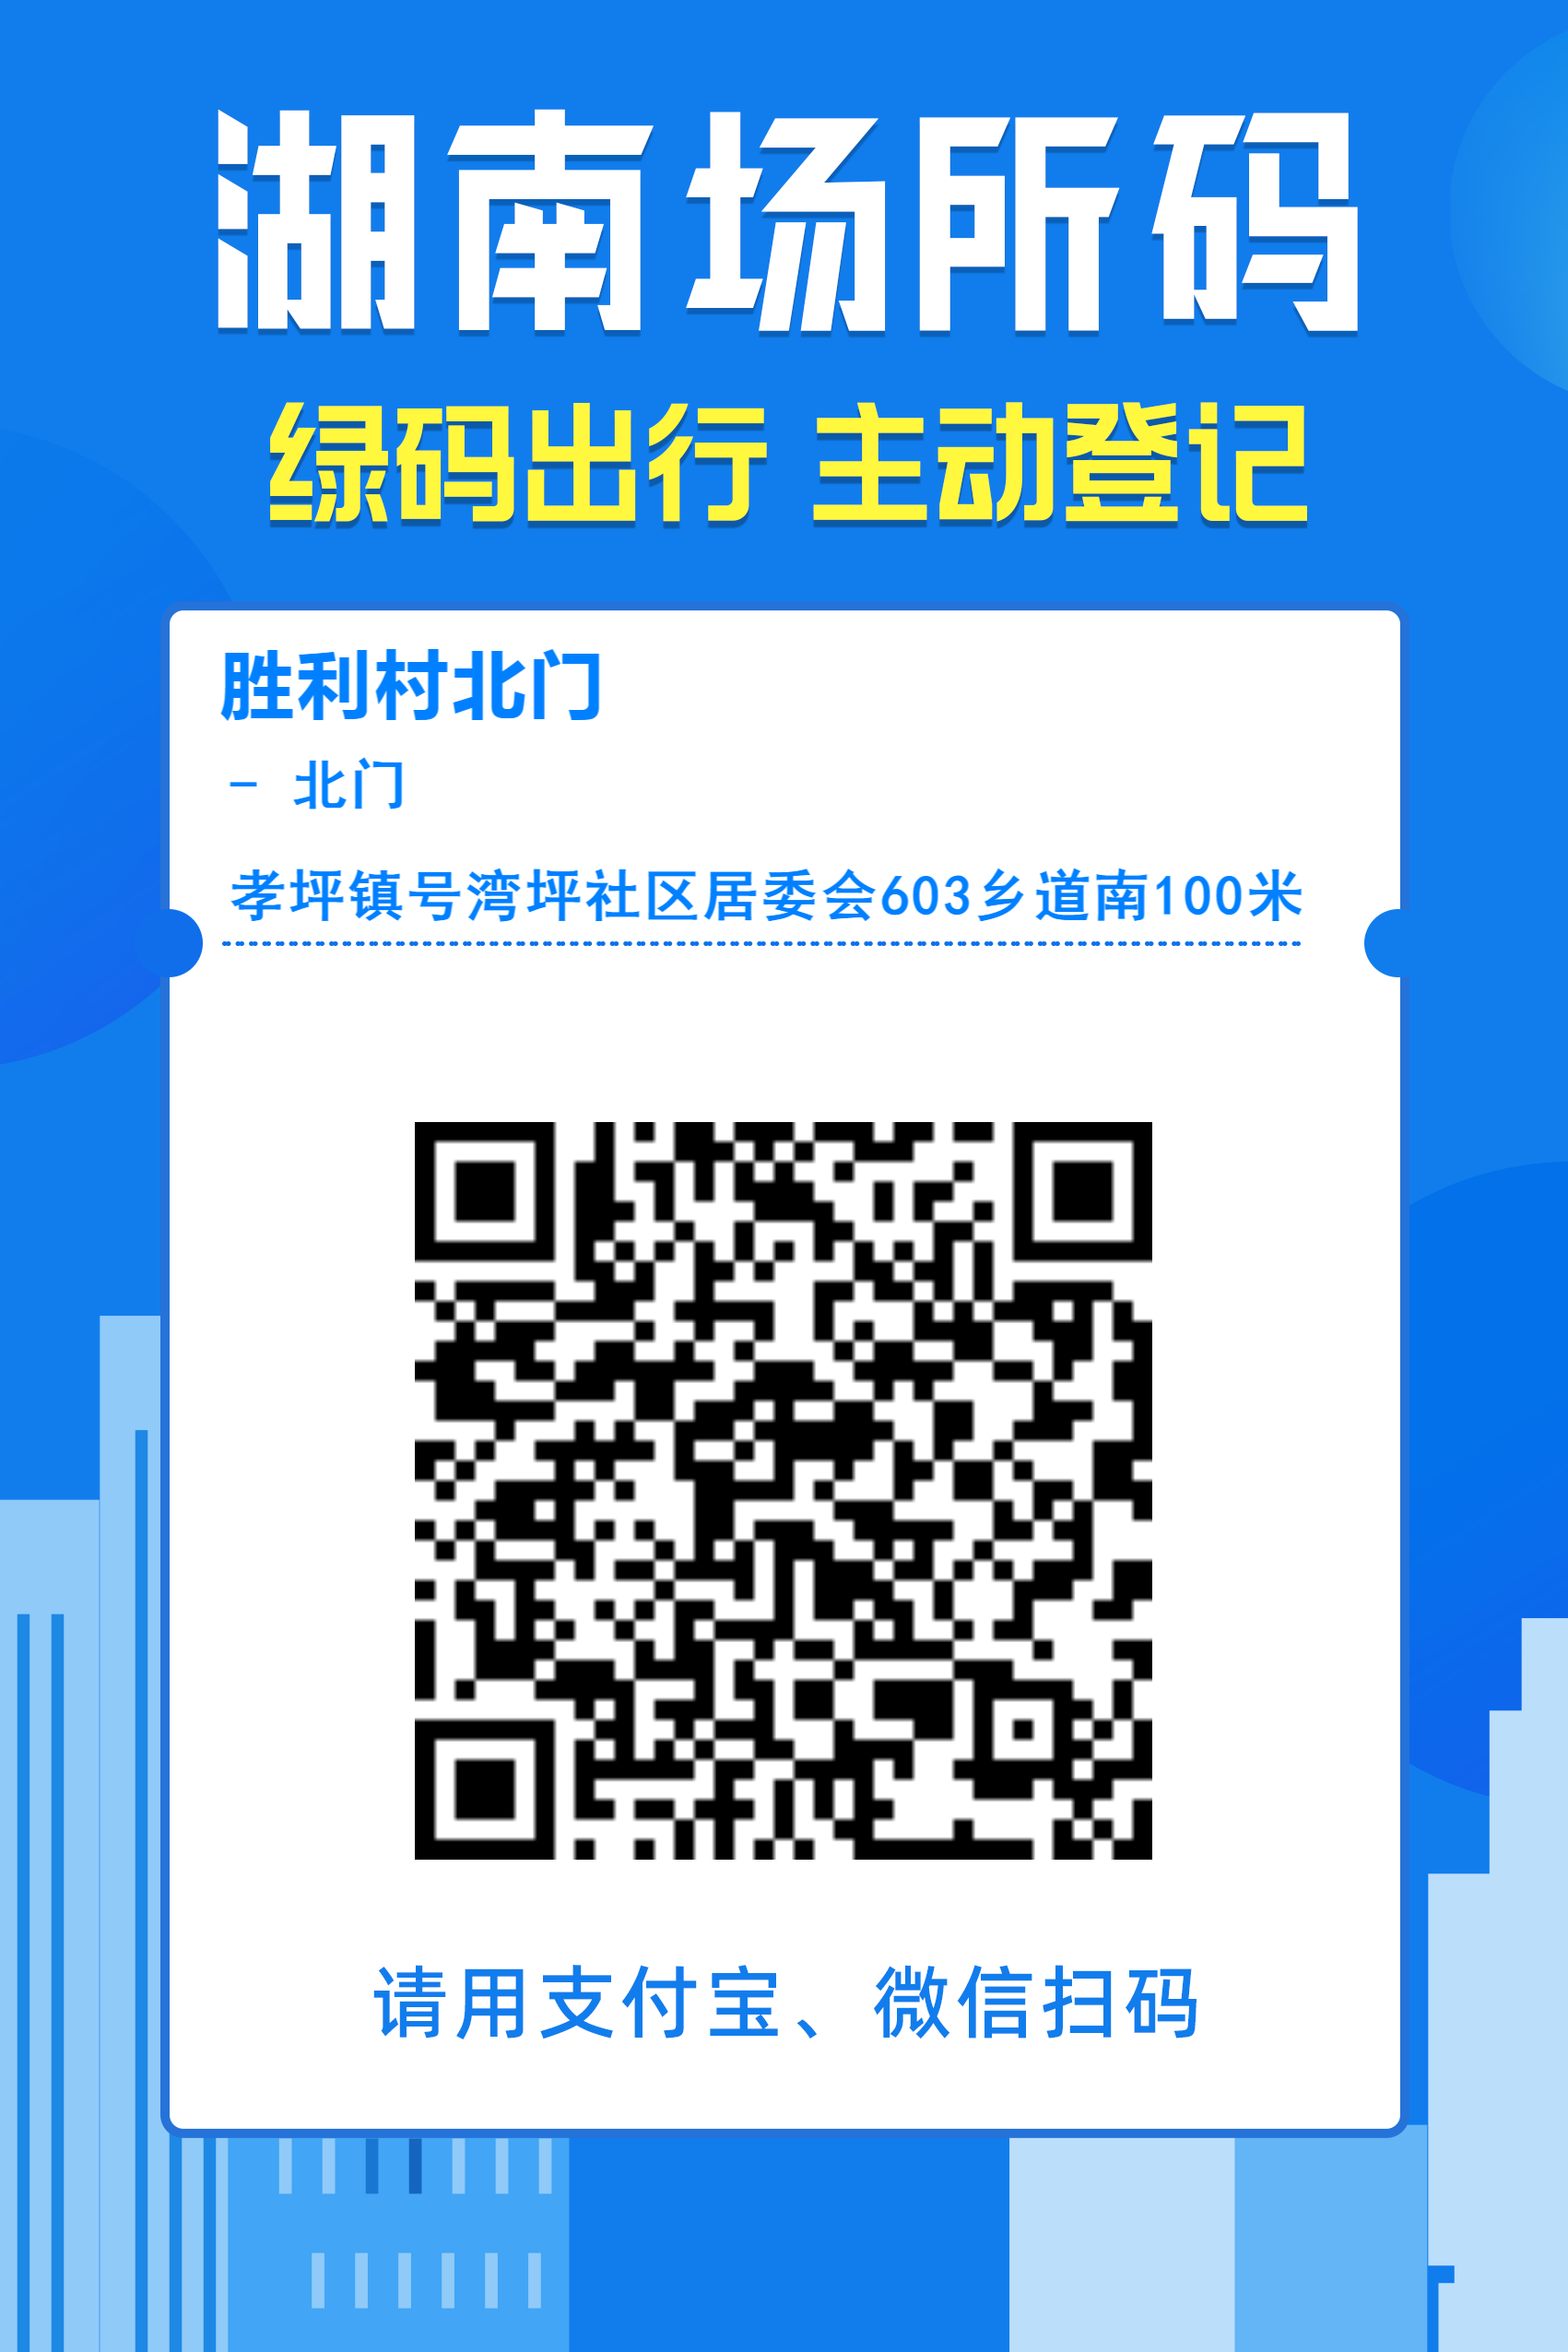 湖南场所码
绿码出行 主动登记
胜利村北门
- 北门
孝坪镇号湾坪社区居委会603乡道南100米
请用支付宝、微信扫码